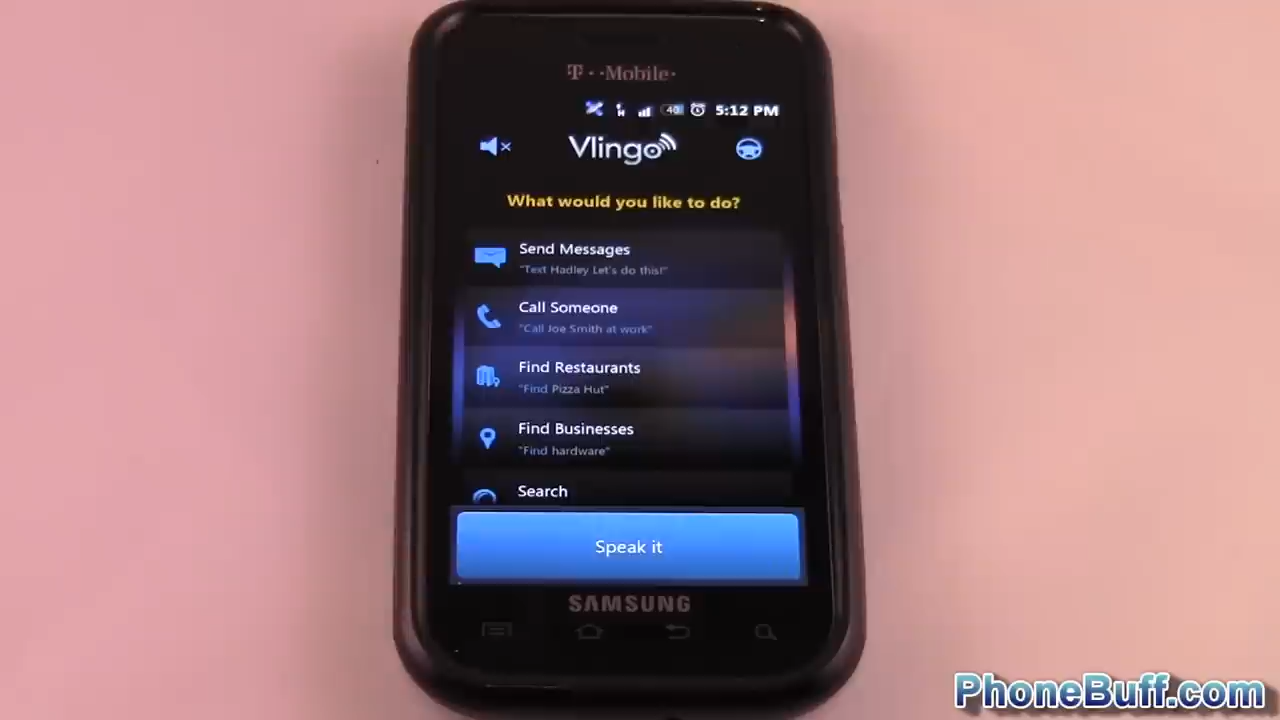 T··Mobile·
5:12 PM
Vlingo
What would you like to do?
Send Messages
"Text Hadley Let's do this!"
Call Someone
"Call Joe Smith at work"
Find Restaurants
"Find Pizza Hut"
Find Businesses
"Find hardware"
Search
Speak it
SAMSUNG
PhoneBuff.com